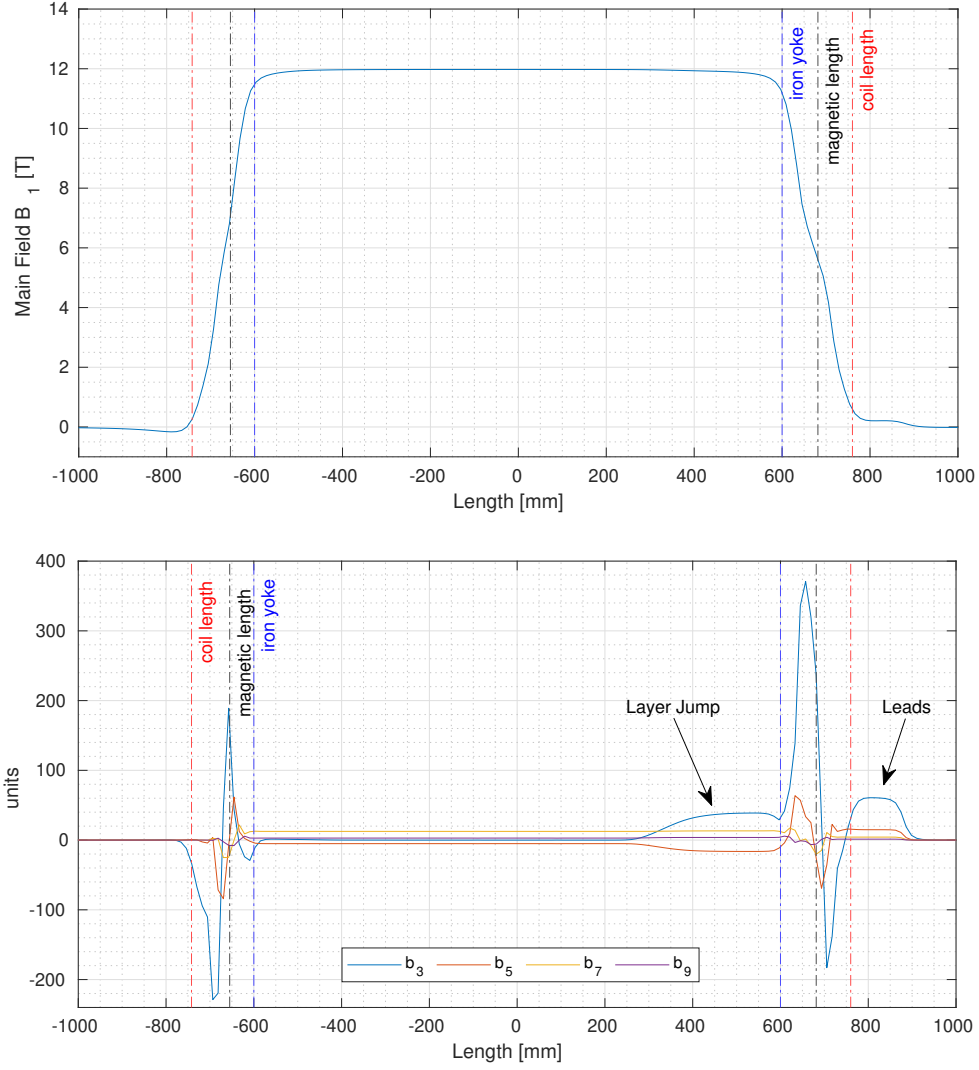 14
12
10
8
6
4
2
0
Main Field B 1 [T]
iron yoke
magnetic length
coil length
-1000 -800 -600 -400 -200 0 200 400 600 800 1000
Length [mm]
400
300
200
100
0
-100
-200
units
coil length
magnetic length
iron yoke
Layer Jump
Leads
b3 b5 b7 b9
-1000 -800 -600 -400 -200 0 200 400 600 800 1000
Length [mm]